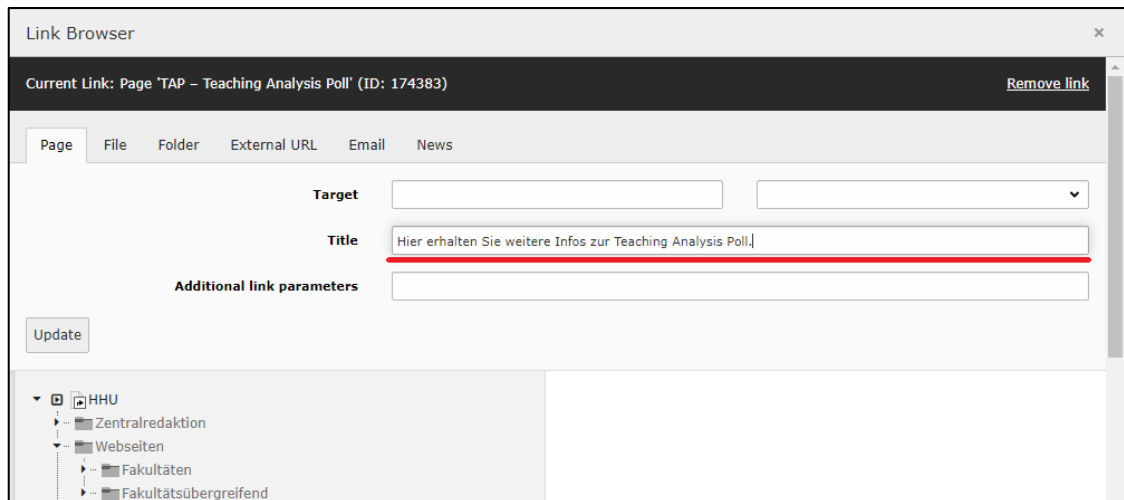 Link Browser ×
Current Link: Page 'TAP – Teaching Analysis Poll' (ID: 174383) Remove link
Page File Folder External URL Email News
Target
Title Hier erhalten Sie weitere Infos zur Teaching Analysis Poll.
Additional link parameters
Update
HHU
Zentralredaktion
Webseiten
Fakultäten
Fakultätsübergreifend